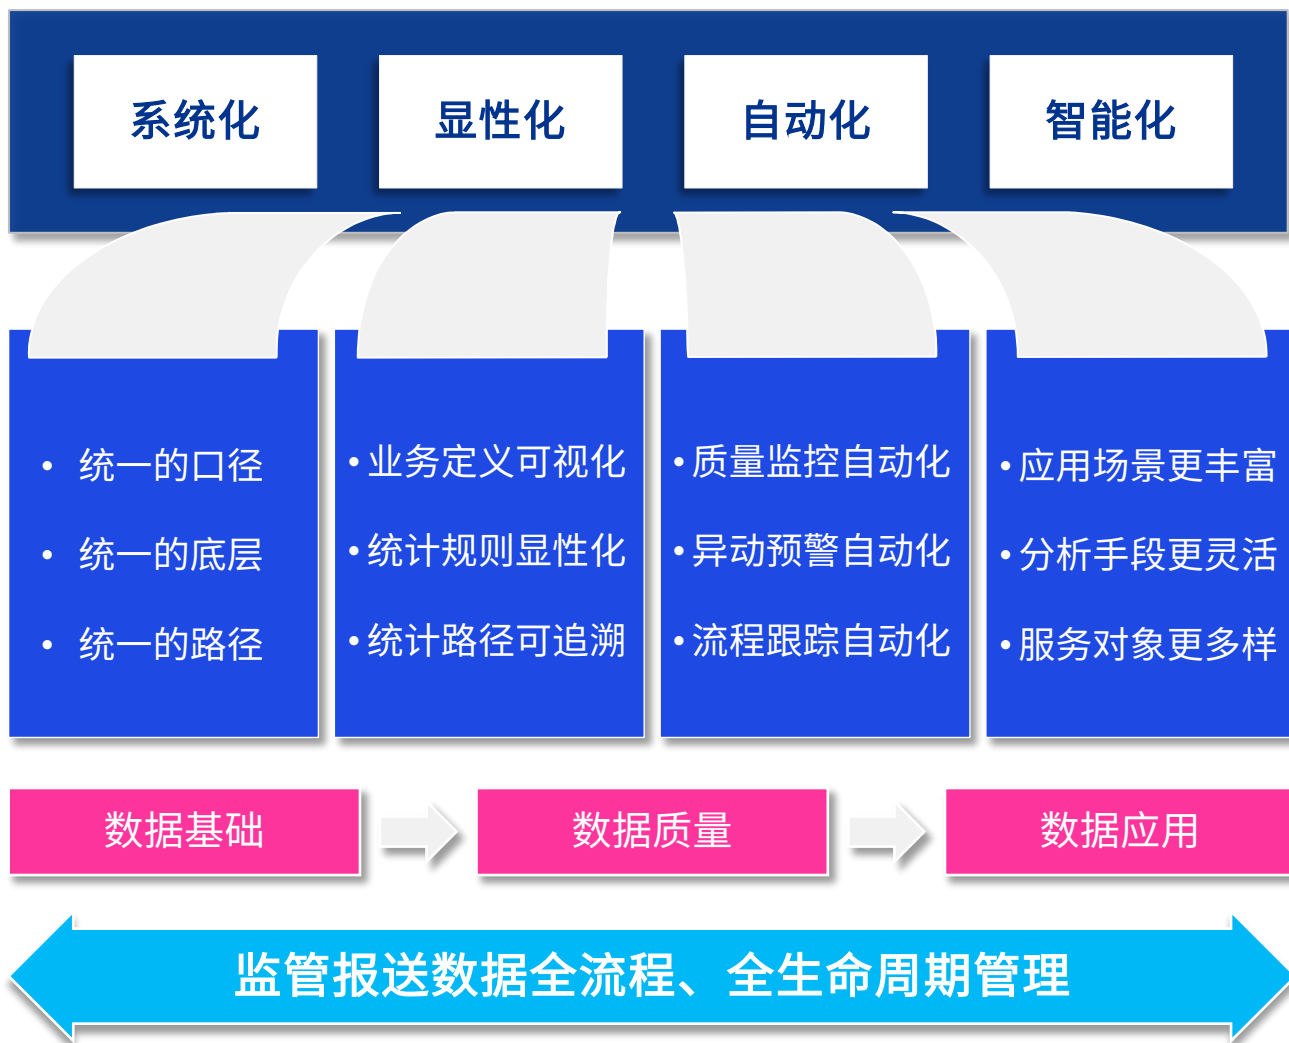 系统化
显性化
自动化
智能化
• 统一的口径
• 统一的底层
• 统一的路径
• 业务定义可视化
• 统计规则显性化
• 统计路径可追溯
• 质量监控自动化
• 异动预警自动化
• 流程跟踪自动化
• 应用场景更丰富
• 分析手段更灵活
• 服务对象更多样
数据基础
数据质量
数据应用
监管报送数据全流程、全生命周期管理